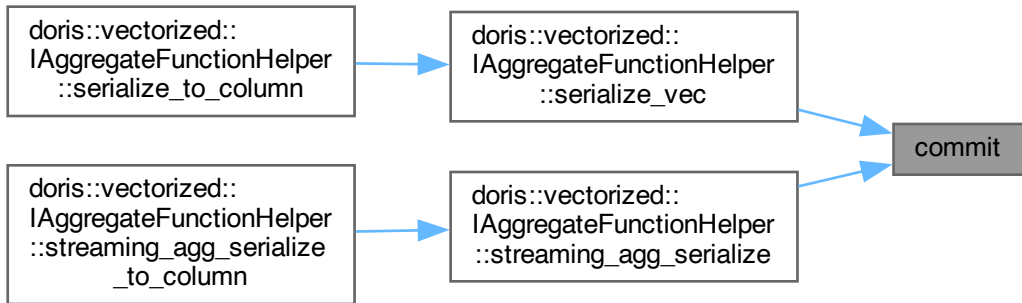 doris::vectorized::
IAggregateFunctionHelper
::serialize_to_column
doris::vectorized::
IAggregateFunctionHelper
::serialize_vec
commit
doris::vectorized::
IAggregateFunctionHelper
::streaming_agg_serialize
_to_column
doris::vectorized::
IAggregateFunctionHelper
::streaming_agg_serialize